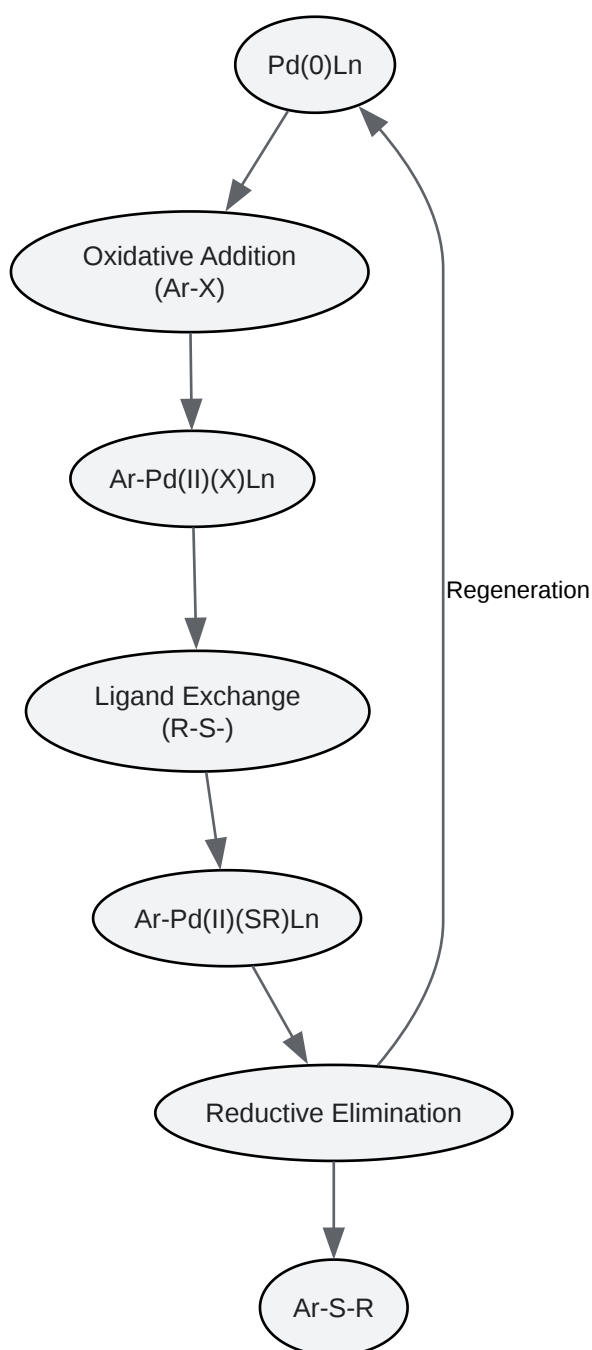 Pd(0)Ln
Oxidative Addition
(Ar-X)
Ar-Pd(II)(X)Ln
Regeneration
Ligand Exchange
(R-S-)
Ar-Pd(II)(SR)Ln
Reductive Elimination
Ar-S-R